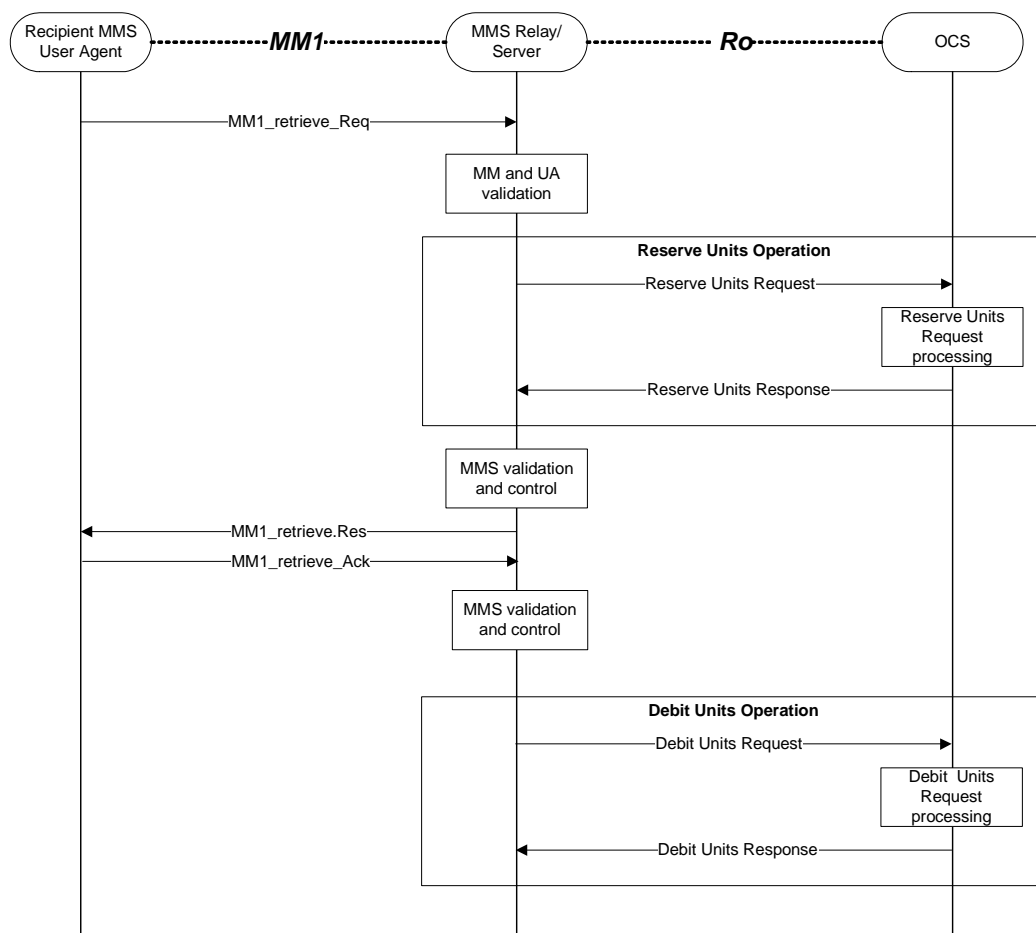 Recipient MMS
User Agent
MM1
MMS Relay/
Server
Ro
OCS
MM1_retrieve_Req
MM and UA
validation
Reserve Units Operation
Reserve Units Request
Reserve Units
Request
processing
Reserve Units Response
MMS validation
and control
MM1_retrieve.Res
MM1_retrieve_Ack
MMS validation
and control
Debit Units Operation
Debit Units Request
Debit Units
Request
processing
Debit Units Response